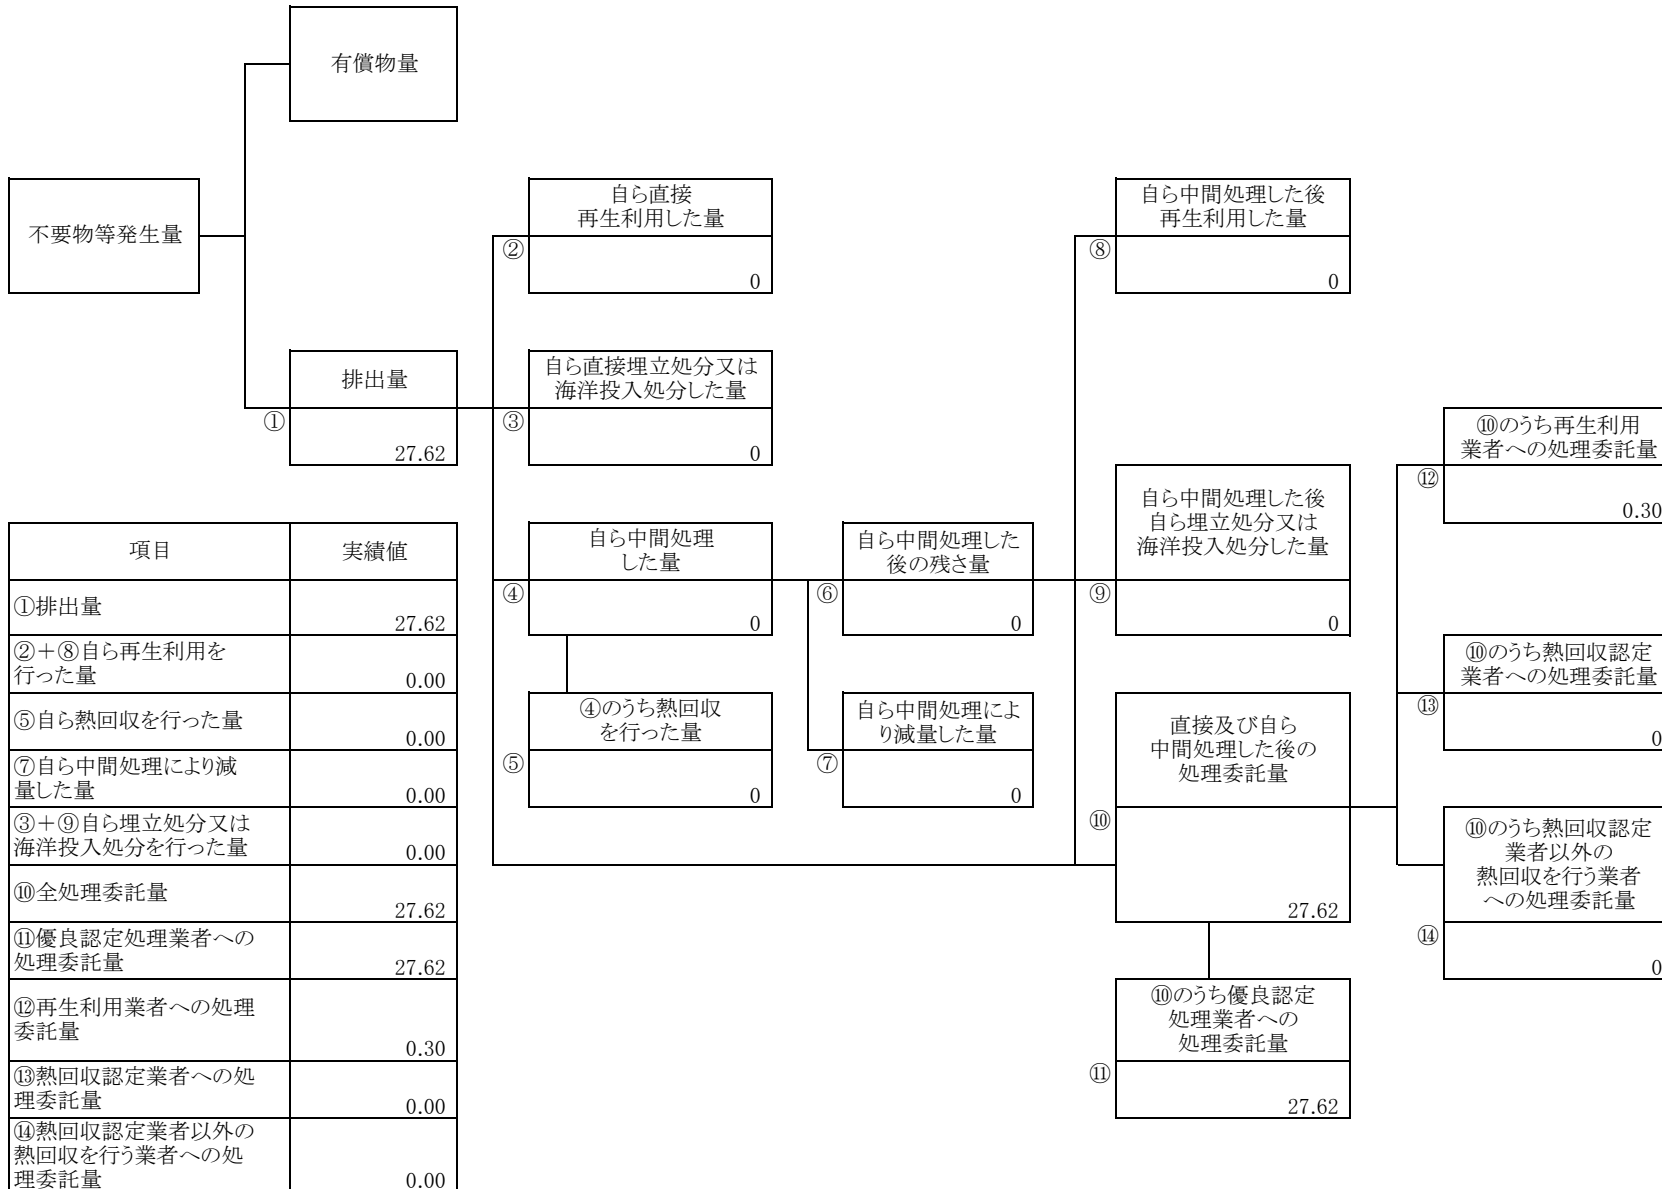 有償物量
不要物等発生量
自ら直接
再生利用した量
②
0
自ら中間処理した後
再生利用した量
⑧
0
排出量
①
27.62
自ら直接埋立処分又は
海洋投入処分した量
③
0
⑩のうち再生利用
業者への処理委託量
⑫
0.30
自ら中間処理した後
自ら埋立処分又は
海洋投入処分した量
⑨
0
自ら中間処理
した量
④
0
自ら中間処理した
後の残さ量
⑥
0
⑩のうち熱回収認定
業者への処理委託量
⑬
0
④のうち熱回収
を行った量
⑤
0
自ら中間処理によ
り減量した量
⑦
0
直接及び自ら
中間処理した後の
処理委託量
⑩
27.62
⑩のうち熱回収認定
業者以外の
熱回収を行う業者
への処理委託量
⑭
0
⑩のうち優良認定
処理業者への
処理委託量
⑪
27.62
項目 実績値
①排出量
27.62
②＋⑧自ら再生利用を
行った量
0.00
⑤自ら熱回収を行った量
0.00
⑦自ら中間処理により減
量した量
0.00
③＋⑨自ら埋立処分又は
海洋投入処分を行った量
0.00
⑩全処理委託量
27.62
⑪優良認定処理業者への
処理委託量
27.62
⑫再生利用業者への処理
委託量
0.30
⑬熱回収認定業者への処
理委託量
0.00
⑭熱回収認定業者以外の
熱回収を行う業者への処
理委託量
0.00